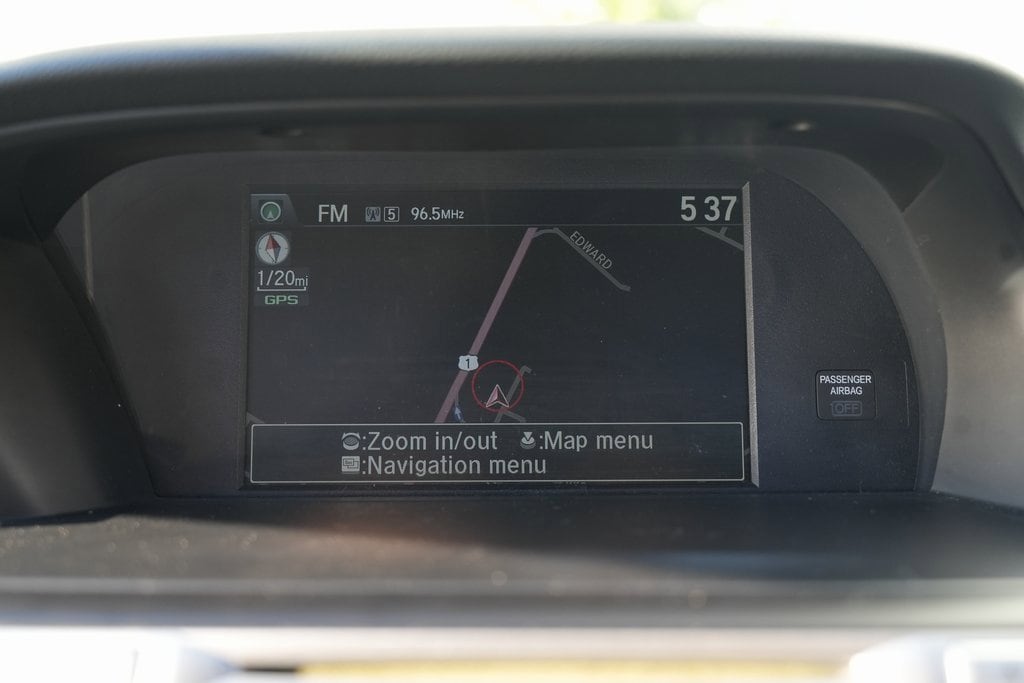 FM 5 96.5MHz 5 37
1/20mi
GPS
EDWARD
1
PASSENGER
AIRBAG
OFF
:Zoom in/out :Map menu
:Navigation menu